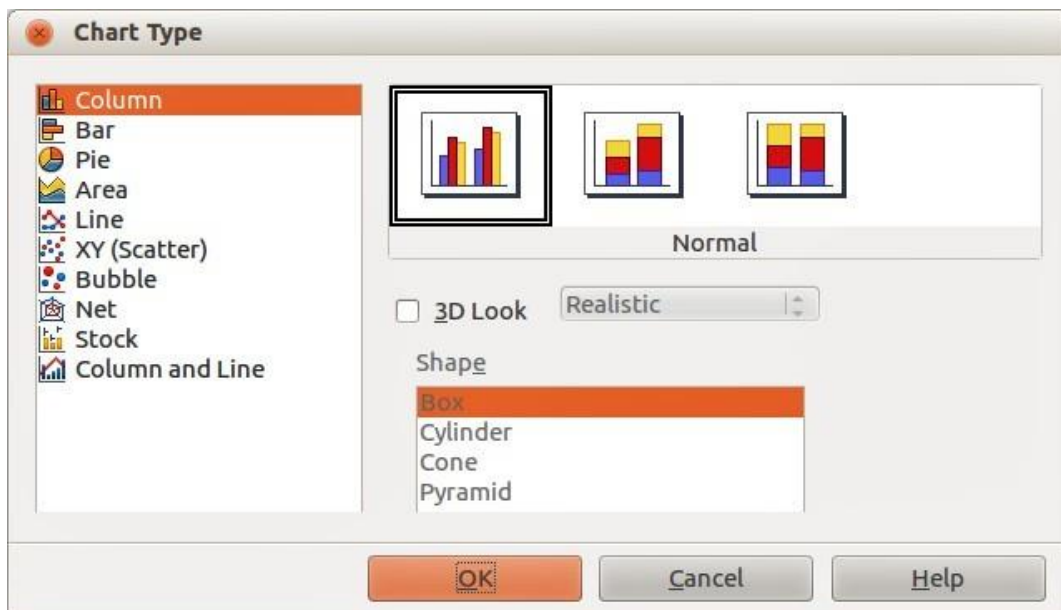 Chart Type
Column
Bar
Pie
Area
Line
XY (Scatter)
Bubble
Net
Stock
Column and Line
Normal
3D Look
Realistic
Shape
Box
Cylinder
Cone
Pyramid
OK
Cancel
Help